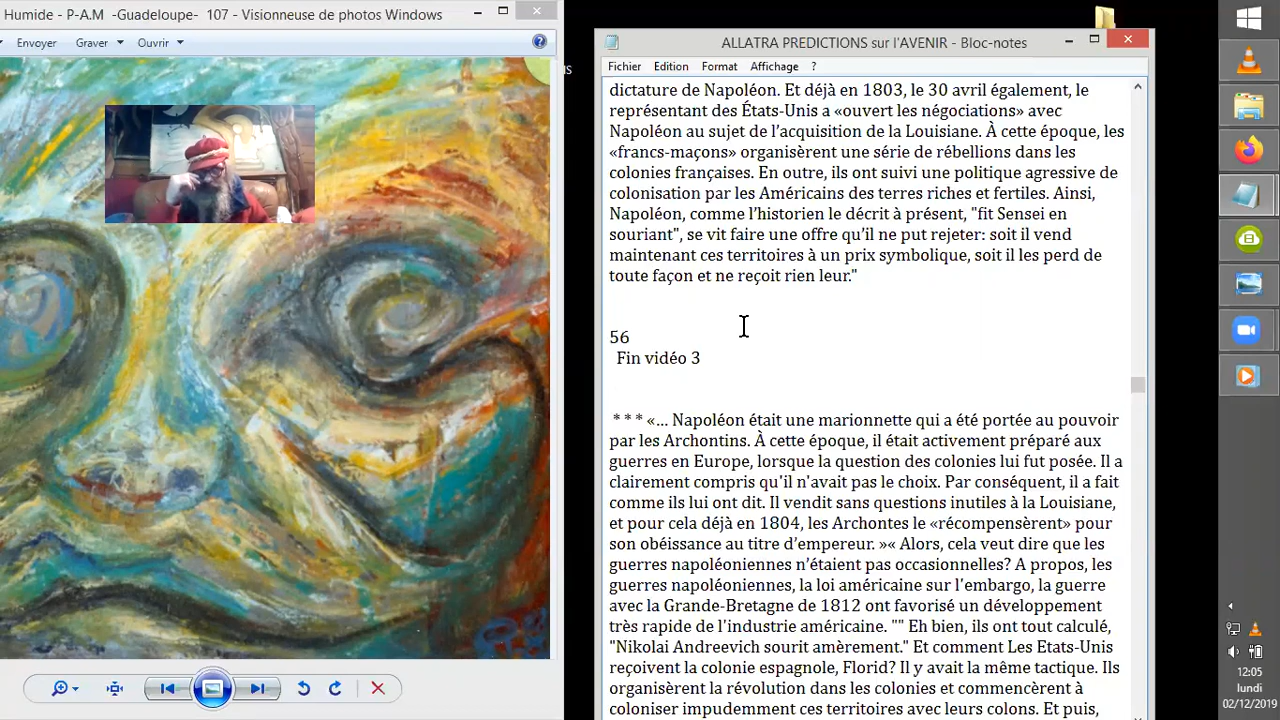 Humide - P-A-M -Guadeloupe- 107 - Visionneuse de photos Windows
Envoyer Graver Ouvrir
ALLATRA PREDICTIONS sur l'AVENIR - Bloc-notes
Fichier Edition Format Affichage ?
dictature de Napoléon. Et déjà en 1803, le 30 avril également, le
représentant des États-Unis a «ouvert les négociations» avec
Napoléon au sujet de l'acquisition de la Louisiane. À cette époque, les
«francs-maçons» organisèrent une série de rébellions dans les
colonies françaises. En outre, ils ont suivi une politique agressive de
colonisation par les Américains des terres riches et fertiles. Ainsi,
Napoléon, comme l'historien le décrit à présent, "fit Sensei en
souriant", se vit faire une offre qu'il ne put rejeter: soit il vend
maintenant ces territoires à un prix symbolique, soit il les perd de
toute façon et ne reçoit rien leur."
56
Fin vidéo 3
* * * «... Napoléon était une marionnette qui a été portée au pouvoir
par les Archontins. À cette époque, il était activement préparé aux
guerres en Europe, lorsque la question des colonies lui fut posée. Il a
clairement compris qu'il n'avait pas le choix. Par conséquent, il a fait
comme ils lui ont dit. Il vendit sans questions inutiles à la Louisiane,
et pour cela déjà en 1804, les Archontes le «récompensèrent» pour
son obéissance au titre d'empereur. »« Alors, cela veut dire que les
guerres napoléoniennes n'étaient pas occasionnelles? A propos, les
guerres napoléoniennes, la loi américaine sur l'embargo, la guerre
avec la Grande-Bretagne de 1812 ont favorisé un développement
très rapide de l'industrie américaine. "" Eh bien, ils ont tout calculé,
"Nikolai Andreevich sourit amèrement." Et comment Les Etats-Unis
reçoivent la colonie espagnole, Florid? Il y avait la même tactique. Ils
organisèrent la révolution dans les colonies et commencèrent à
coloniser impudemment ces territoires avec leurs colons. Et puis,
12:05
lundi
02/12/2019